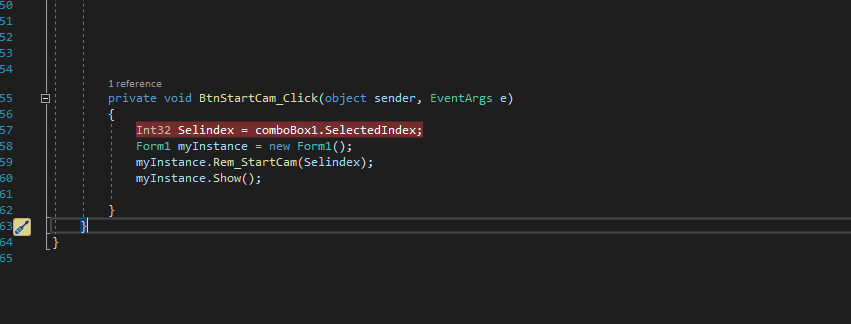 50
51
52
53
54
1 reference
55 private void BtnStartCam_Click(object sender, EventArgs e)
56 {
57 Int32 Selindex = comboBox1.SelectedIndex;
58 Form1 myInstance = new Form1();
59 myInstance.Rem_StartCam(Selindex);
60 myInstance.Show();
61
62 }
63 }
64 }
65